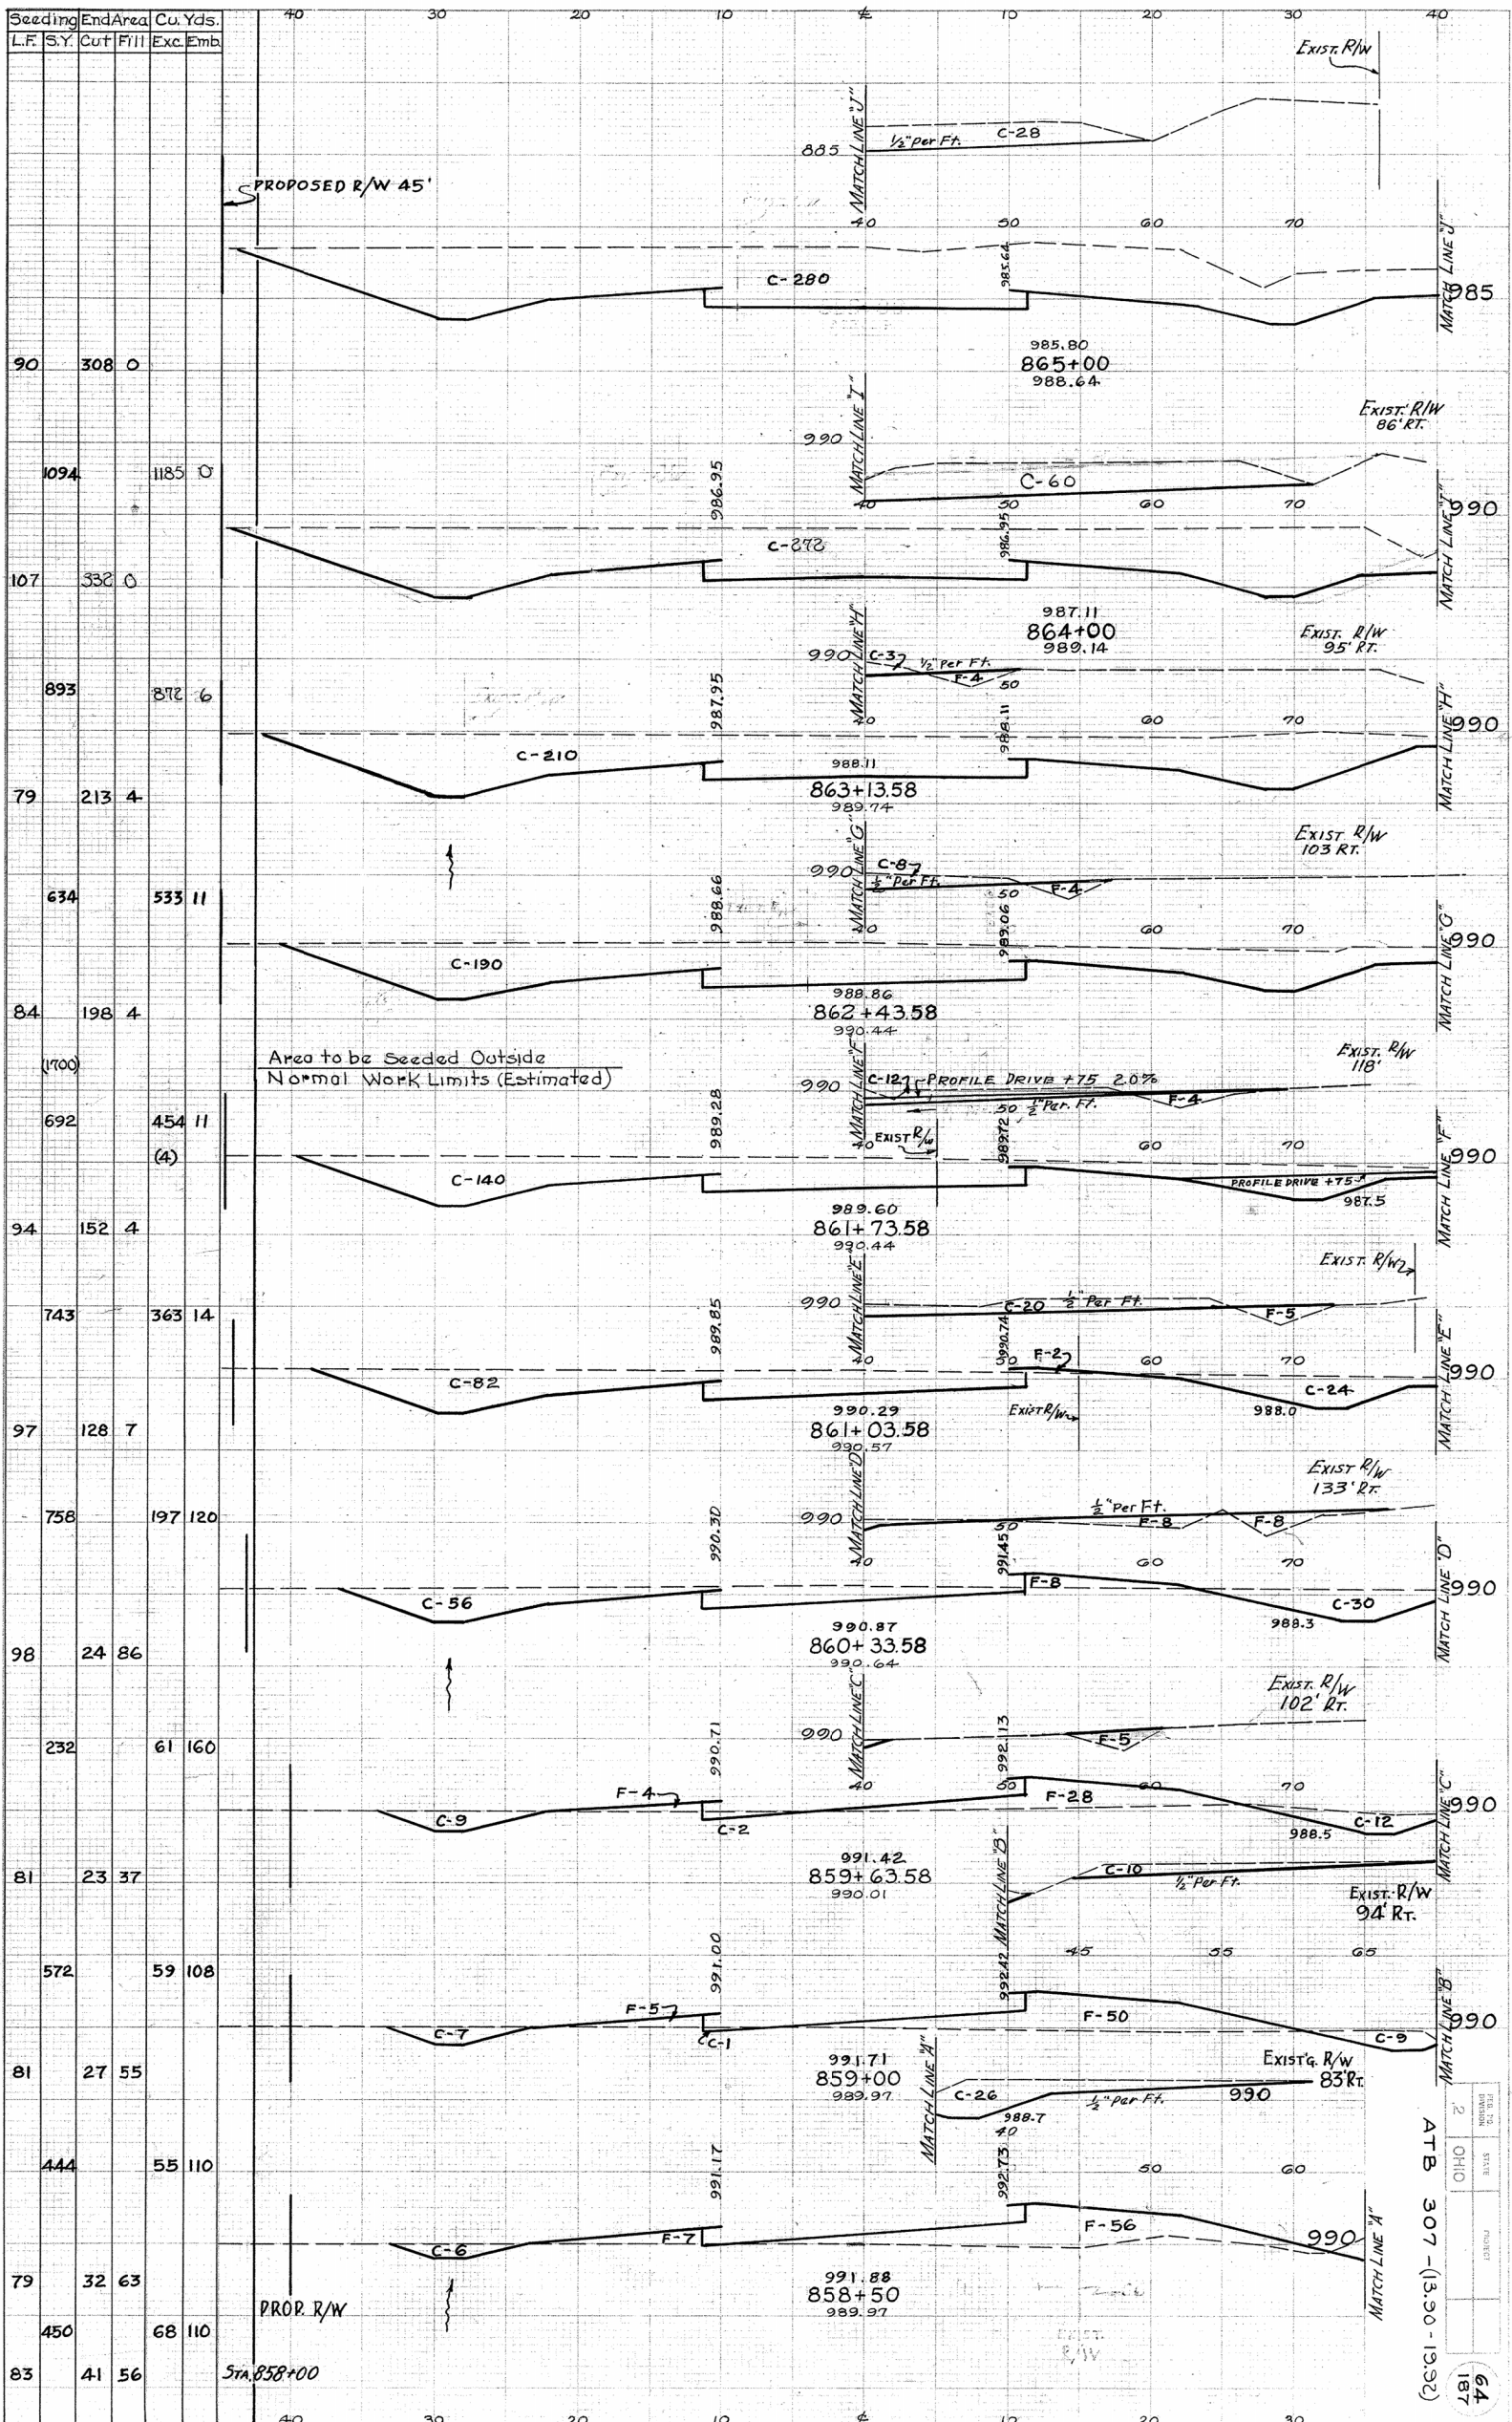 Seeding End Area Cu. Yds.
L.F. S.Y. Cut Fill Exc. Emb.
40 30 20 10 ℄ 10 20 30 40
EXIST. R/W
MATCH LINE "J"
885 ½" Per Ft. C-28
PROPOSED R/W 45'
40 50 60 70
C-280
985.64
MATCH LINE "J"
985
985.80
865+00
988.64
90 308 0
MATCH LINE "I"
990
EXIST. R/W
86' RT.
1094 1185 0
986.95
C-60
40 50 60 70
986.95
MATCH LINE "I"
990
C-272
107 332 0
987.11
864+00
989.14
MATCH LINE "H"
990 C-3 ½" Per Ft.
F-4
EXIST. R/W
95' RT.
893 872 6
987.95
40 50 60 70
988.11
MATCH LINE "H"
990
C-210
988.11
863+13.58
989.74
79 213 4
MATCH LINE "G"
990 C-8
½" Per Ft. F-4
EXIST R/W
103 RT.
634 533 11
988.66
40 50 60 70
989.06
MATCH LINE "G"
990
C-190
988.86
862+43.58
990.44
84 198 4
(1700)
Area to be Seeded Outside
Normal Work Limits (Estimated)
MATCH LINE "F"
990 C-12 PROFILE DRIVE +75 2.0%
½" Per. Ft. F-4
EXIST. R/W
118'
692 454 11
(4)
989.28
EXIST R/W
40 50 60 70
989.72
MATCH LINE "F"
990
C-140
PROFILE DRIVE +75
987.5
989.60
861+73.58
990.44
94 152 4
MATCH LINE "E"
990 C-20 ½" Per Ft. F-5
EXIST. R/W
743 363 14
989.85
990.74
40 50 F-2 60 70
MATCH LINE "E"
990
C-82
C-24
988.0
EXIST R/W
990.29
861+03.58
990.57
97 128 7
MATCH LINE "D"
990 ½" Per Ft. F-8 F-8
EXIST R/W
133' RT.
758 197 120
990.30
991.45
40 50 60 70
MATCH LINE "D"
990
C-56 F-8 C-30
988.3
990.87
860+33.58
990.64
98 24 86
MATCH LINE "C"
990 F-5
EXIST. R/W
102' RT.
232 61 160
990.71
992.13
40 50 60 70
MATCH LINE "C"
990
F-4 C-9 C-2 F-28 C-12
988.5
991.42
859+63.58
990.01
81 23 37
MATCH LINE "B"
C-10
½" Per Ft.
EXIST. R/W
94' RT.
572 59 108
991.00
992.42
45 55 65
MATCH LINE "B"
990
F-5 C-7 C-1 F-50 C-9
991.71
859+00
989.97
81 27 55
MATCH LINE "A"
C-26 988.7 ½" Per Ft. 990
EXIST'G. R/W
83' RT.
444 55 110
991.17
992.73
40 50 60
MATCH LINE "A"
990
C-6 F-7 F-56
991.88
858+50
989.97
79 32 63
PROP. R/W
450 68 110
83 41 56
STA. 858+00
40 30 20 10 ℄ 10 20 30
FED. RD.
DIVISION
STATE
PROJECT
2 OHIO
ATB 307-(13.90-19.92)
64
187